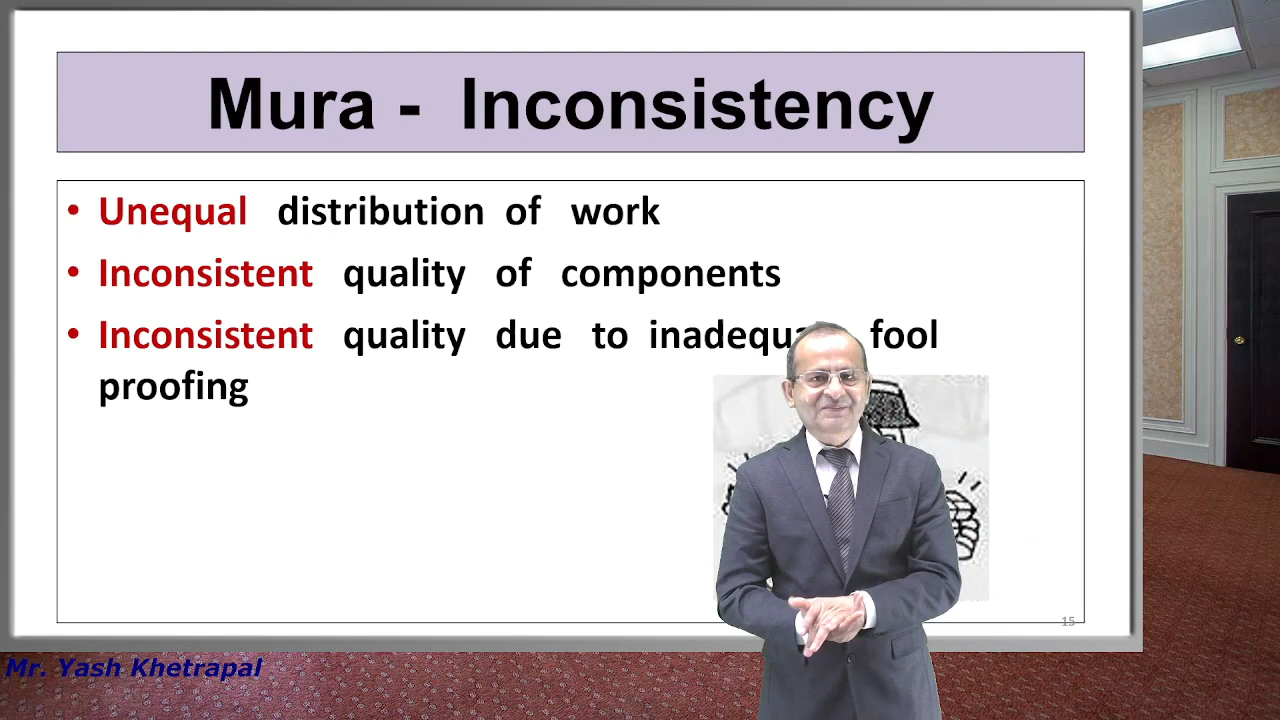 Mura - Inconsistency
• Unequal distribution of work
• Inconsistent quality of components
• Inconsistent quality due to fool
proofing
15
Mr. Yash Khetrapal